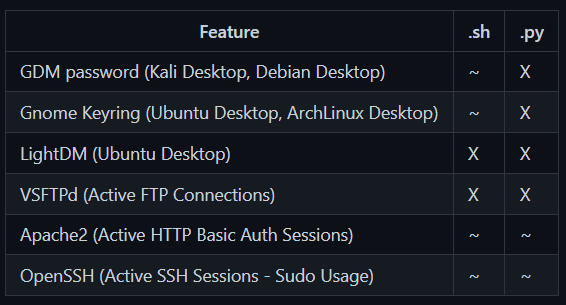 Feature .sh .py
GDM password (Kali Desktop, Debian Desktop) ~ X
Gnome Keyring (Ubuntu Desktop, ArchLinux Desktop) ~ X
LightDM (Ubuntu Desktop) X X
VSFTPd (Active FTP Connections) X X
Apache2 (Active HTTP Basic Auth Sessions) ~ ~
OpenSSH (Active SSH Sessions - Sudo Usage) ~ ~